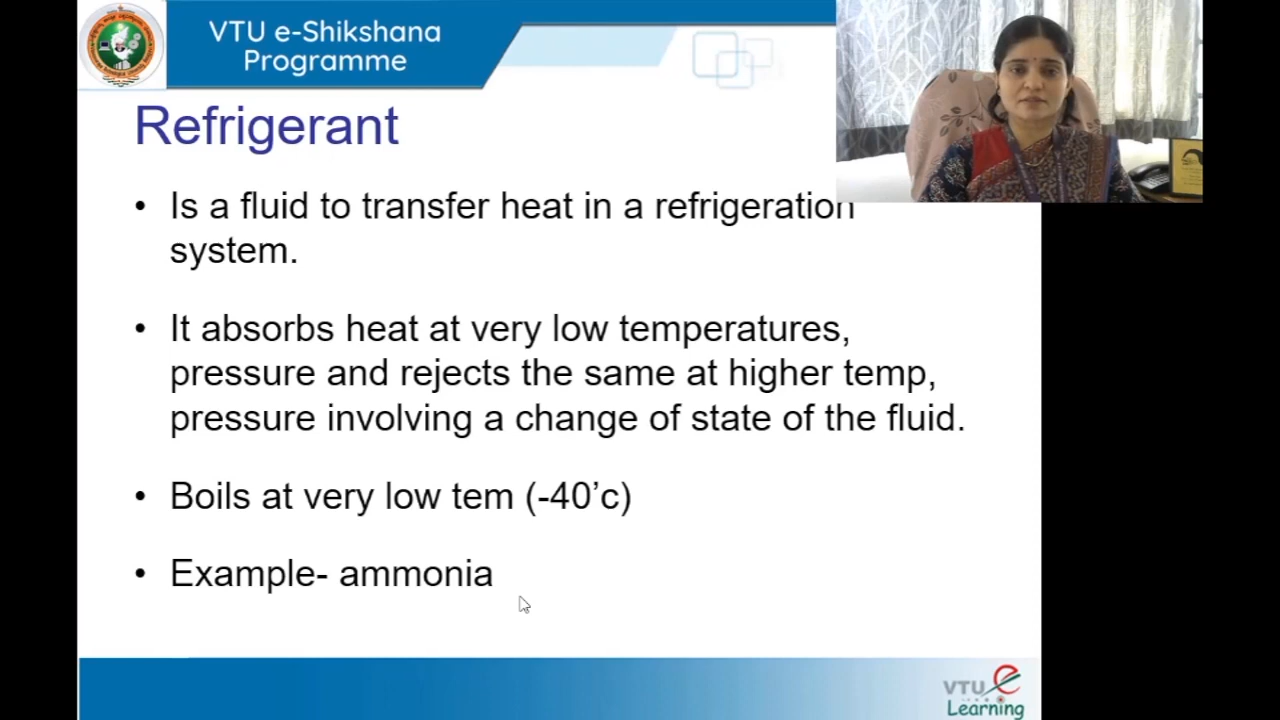 VTU e-Shikshana
Programme
Refrigerant
• Is a fluid to transfer heat in a refrigeration
system.
• It absorbs heat at very low temperatures,
pressure and rejects the same at higher temp,
pressure involving a change of state of the fluid.
• Boils at very low tem (-40’c)
• Example- ammonia
VTU e
Learning